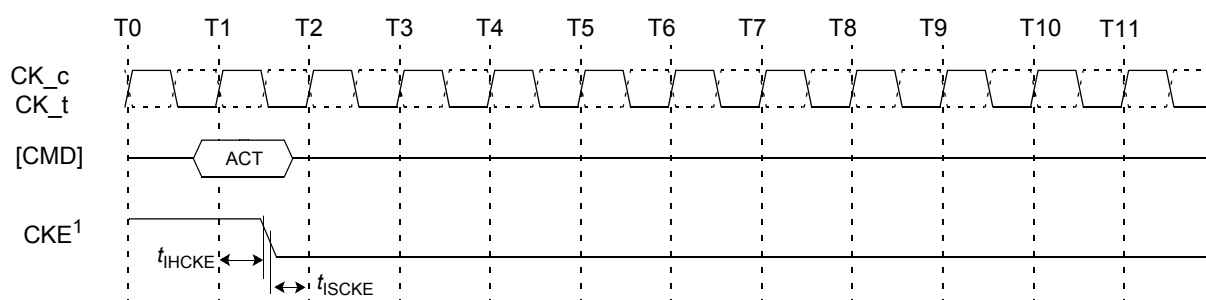 T0 T1 T2 T3 T4 T5 T6 T7 T8 T9 T10 T11
CK_c
CK_t
[CMD] ACT
CKE1
tIHCKE
tISCKE